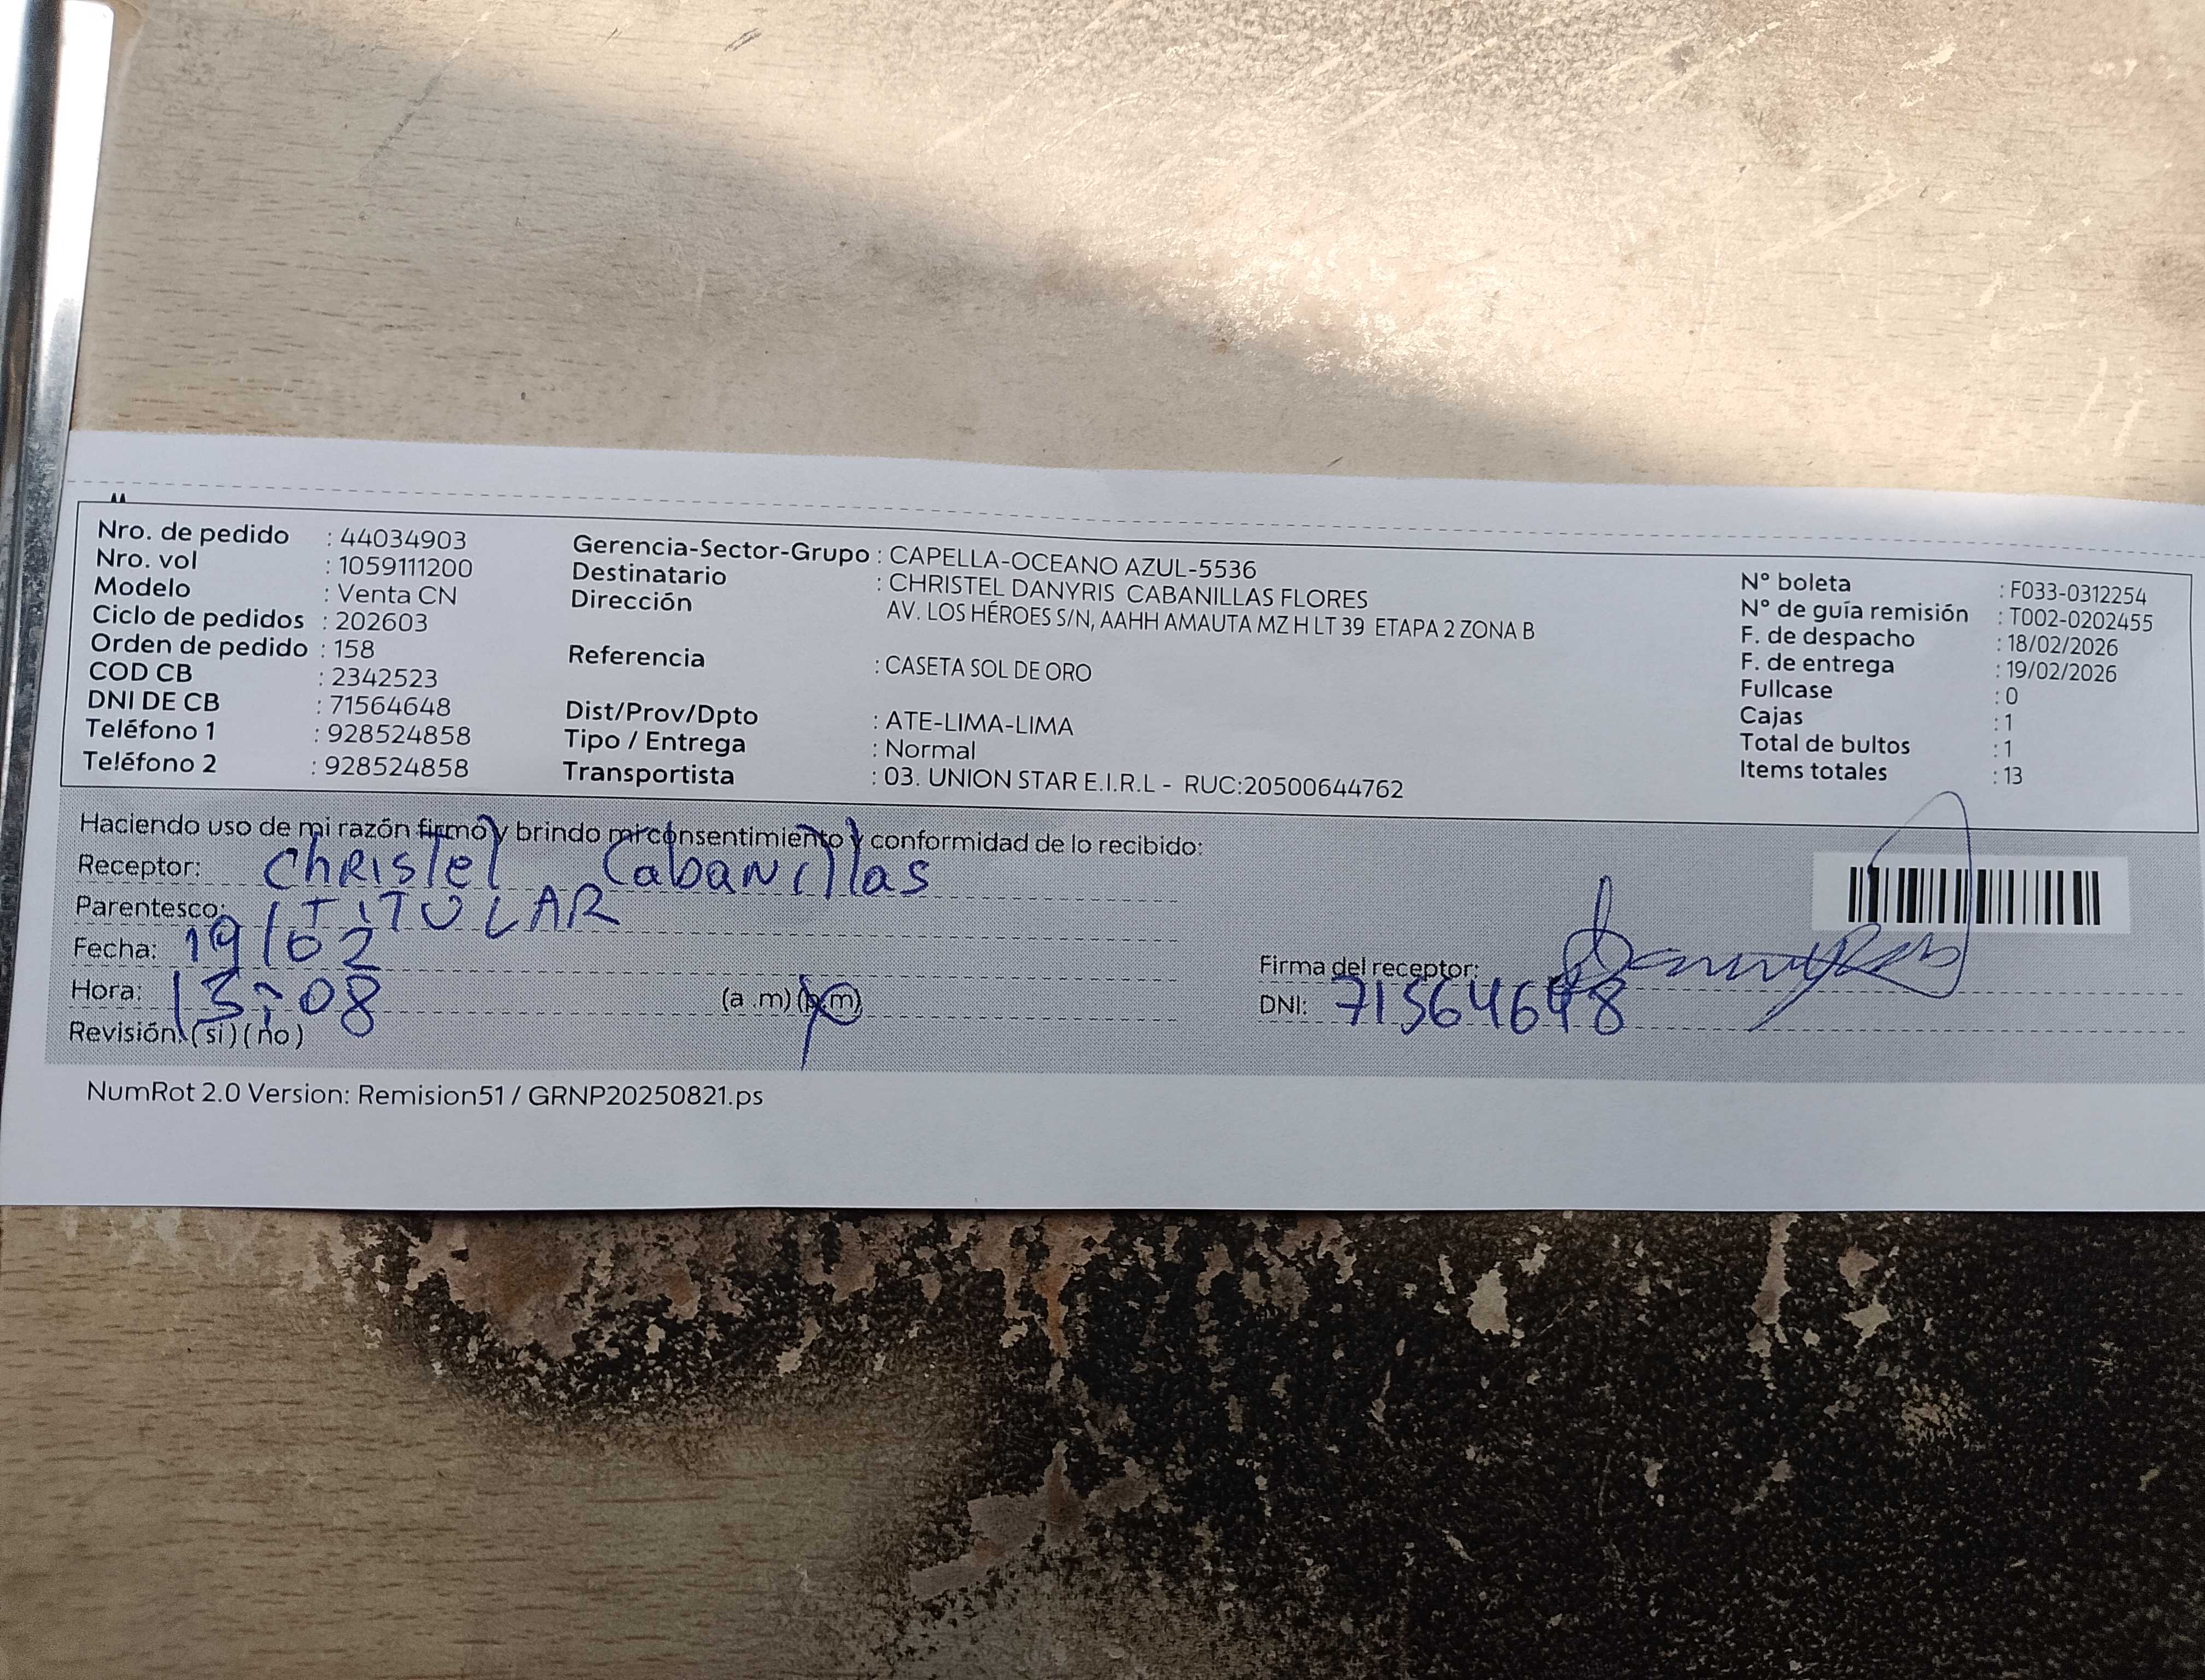 Nro. de pedido : 44034903
Nro. vol : 1059111200
Modelo : Venta CN
Ciclo de pedidos : 202603
Orden de pedido : 158
COD CB : 2342523
DNI DE CB : 71564648
Teléfono 1 : 928524858
Teléfono 2 : 928524858
Gerencia-Sector-Grupo : CAPELLA-OCEANO AZUL-5536
Destinatario : CHRISTEL DANYRIS CABANILLAS FLORES
Dirección AV. LOS HÉROES S/N, AAHH AMAUTA MZ H LT 39 ETAPA 2 ZONA B
Referencia : CASETA SOL DE ORO
Dist/Prov/Dpto : ATE-LIMA-LIMA
Tipo / Entrega : Normal
Transportista : 03. UNION STAR E.I.R.L - RUC:20500644762
N° boleta : F033-0312254
N° de guía remisión : T002-0202455
F. de despacho : 18/02/2026
F. de entrega : 19/02/2026
Fullcase : 0
Cajas : 1
Total de bultos : 1
Items totales : 13
Haciendo uso de mi razón firmo y brindo mi consentimiento y conformidad de lo recibido:
Receptor: Christel Cabanillas
Parentesco: TITULAR
Fecha: 19/02
Hora: 13:08 (a .m) (p.m)
Revisión: (si) (no)
Firma del receptor:
DNI: 71564648
NumRot 2.0 Version: Remision51 / GRNP20250821.ps